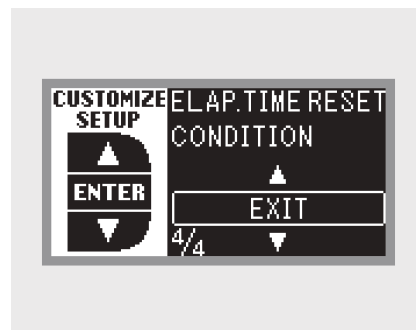 CUSTOMIZE
SETUP
ENTER
ELAP.TIME RESET
CONDITION
EXIT
4/4